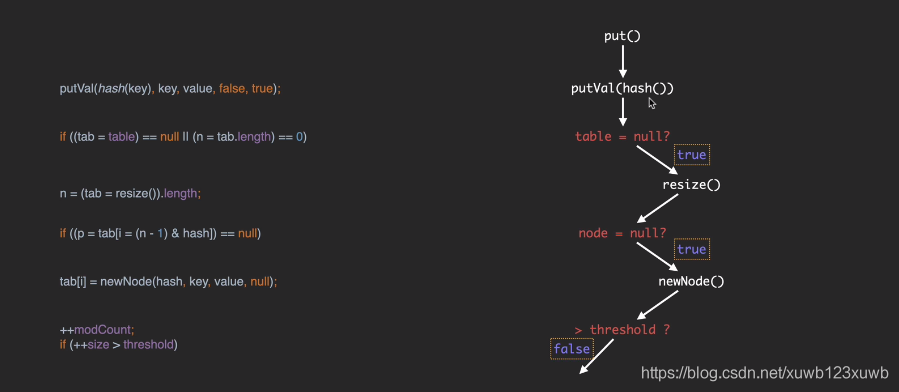 put()
putVal(hash(key), key, value, false, true);
putVal(hash())
if ((tab = table) == null || (n = tab.length) == 0)
table = null?
true
n = (tab = resize()).length;
resize()
if ((p = tab[i = (n - 1) & hash]) == null)
node = null?
true
tab[i] = newNode(hash, key, value, null);
newNode()
++modCount;
if (++size > threshold)
> threshold ?
false
https://blog.csdn.net/xuwb123xuwb